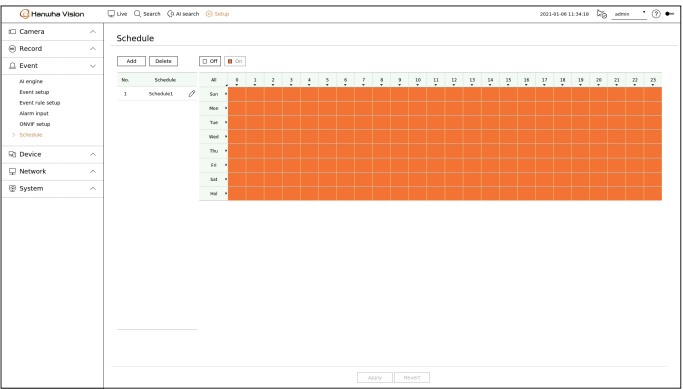 Hanwha Vision
Live Search AI search Setup
2021-01-06 11:34:18 admin ?
Camera
Record
Event
AI engine
Event setup
Event rule setup
Alarm input
ONVIF setup
> Schedule
Device
Network
System
Schedule
Add Delete Off On
No. Schedule
1 Schedule1
All 0 1 2 3 4 5 6 7 8 9 10 11 12 13 14 15 16 17 18 19 20 21 22 23
Sun
Mon
Tue
Wed
Thu
Fri
Sat
Hol
Apply Revert